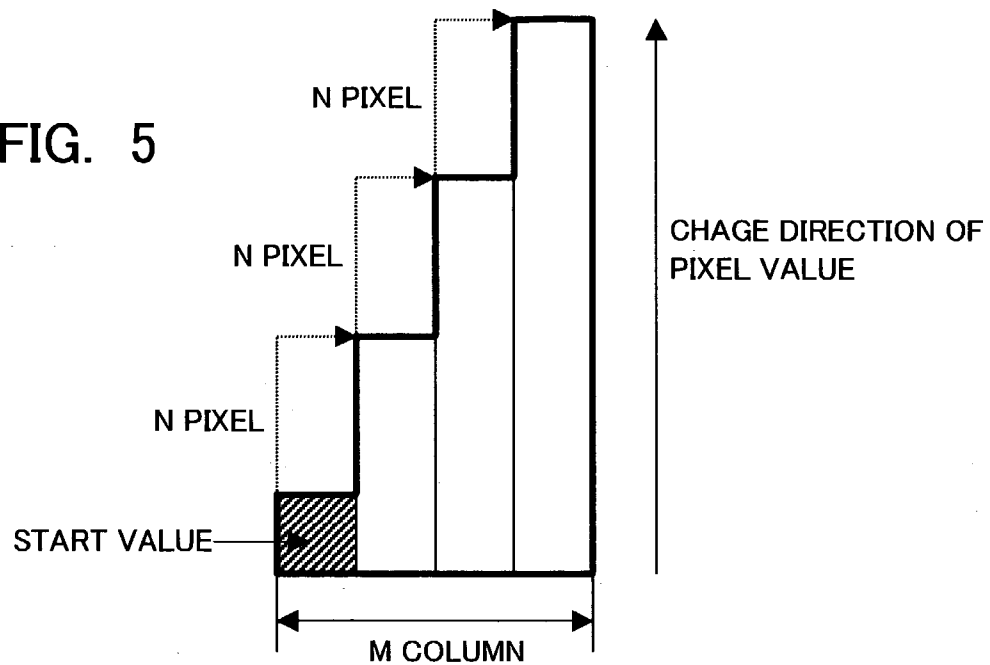 N PIXEL
FIG. 5
CHAGE DIRECTION OF
PIXEL VALUE
N PIXEL
N PIXEL
START VALUE
M COLUMN